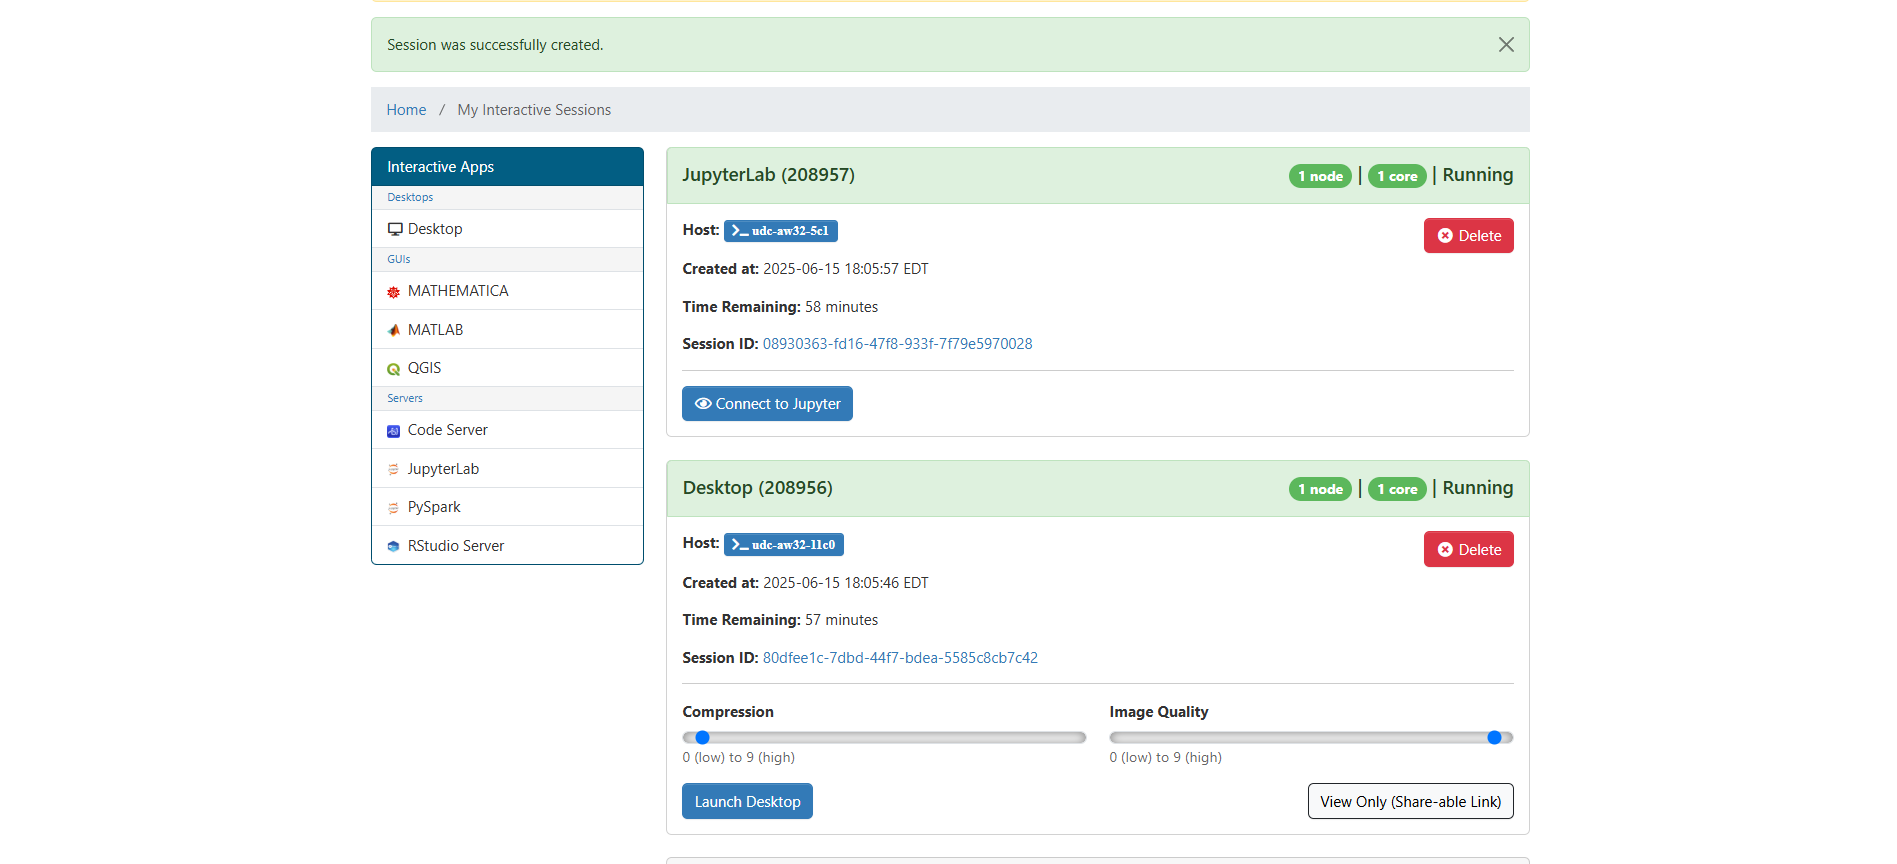 Session was successfully created.
Home / My Interactive Sessions
Interactive Apps
Desktops
Desktop
GUIs
MATHEMATICA
MATLAB
QGIS
Servers
Code Server
JupyterLab
PySpark
RStudio Server
JupyterLab (208957) 1 node | 1 core | Running
Host: udc-aw32-5c1
Delete
Created at: 2025-06-15 18:05:57 EDT
Time Remaining: 58 minutes
Session ID: 08930363-fd16-47f8-933f-7f79e5970028
Connect to Jupyter
Desktop (208956) 1 node | 1 core | Running
Host: udc-aw32-11c0
Delete
Created at: 2025-06-15 18:05:46 EDT
Time Remaining: 57 minutes
Session ID: 80dfee1c-7dbd-44f7-bdea-5585c8cb7c42
Compression Image Quality
0 (low) to 9 (high) 0 (low) to 9 (high)
Launch Desktop View Only (Share-able Link)